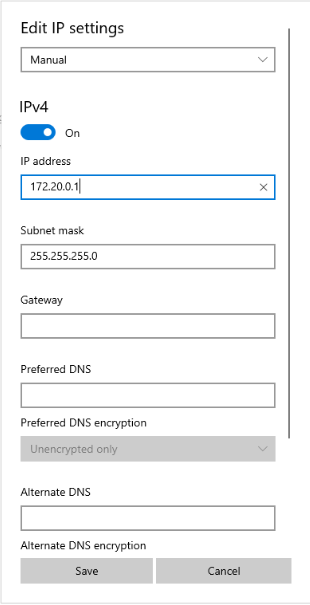 Edit IP settings
Manual
IPv4
On
IP address
172.20.0.1
Subnet mask
255.255.255.0
Gateway
Preferred DNS
Preferred DNS encryption
Unencrypted only
Alternate DNS
Alternate DNS encryption
Save Cancel